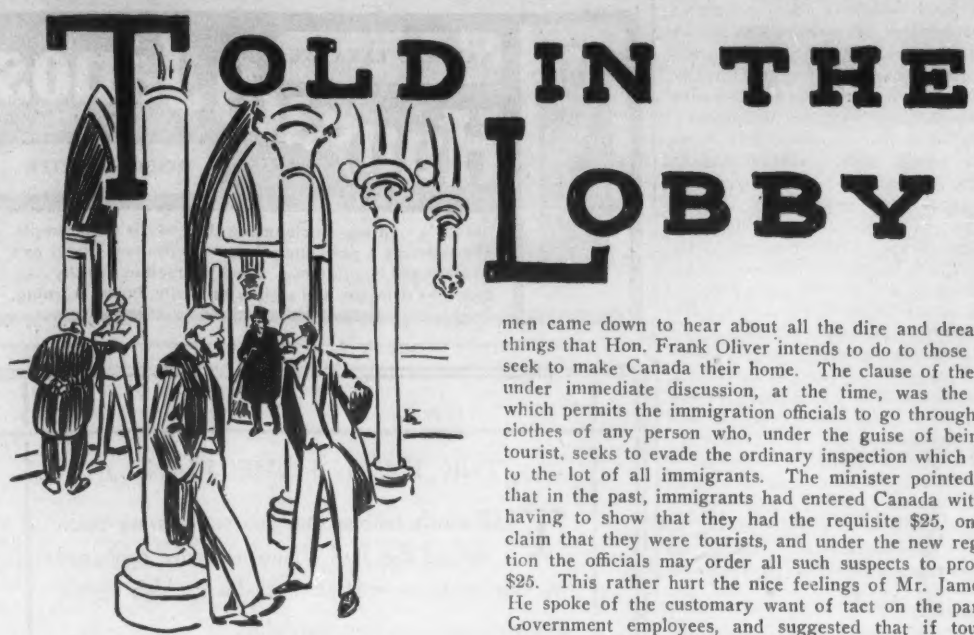 TOLD IN THE
LOBBY
men came down to hear about all the dire and drea
things that Hon. Frank Oliver intends to do to those
seek to make Canada their home. The clause of the
under immediate discussion, at the time, was the
which permits the immigration officials to go through
clothes of any person who, under the guise of bein
tourist, seeks to evade the ordinary inspection which
to the lot of all immigrants. The minister pointed
that in the past, immigrants had entered Canada wit
having to show that they had the requisite $25, on
claim that they were tourists, and under the new reg
tion the officials may order all such suspects to pro
$25. This rather hurt the nice feelings of Mr. Jam
He spoke of the customary want of tact on the pa
Government employees, and suggested that if tou
K